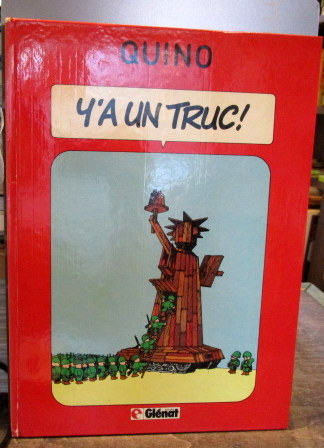 QUINO
Y'A UN TRUC!
Glénat